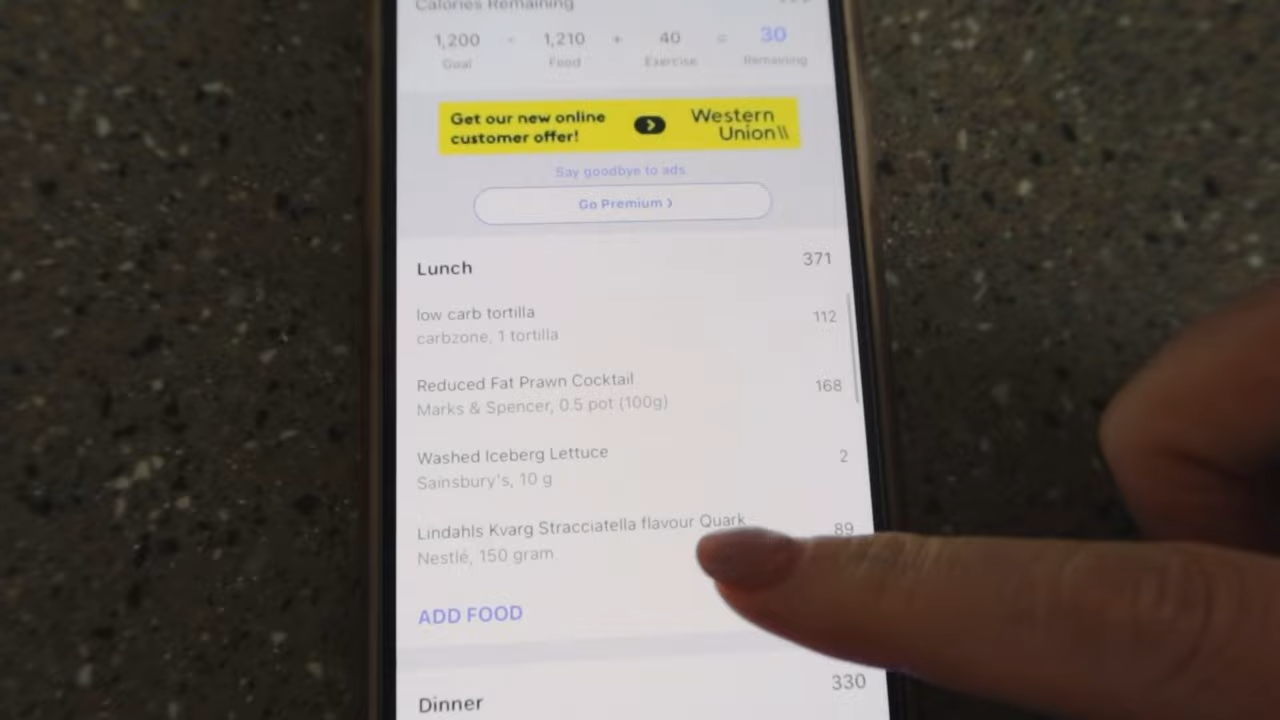 Calories Remaining
1,200 - 1,210 + 40 = 30
Goal Food Exercise Remaining
Get our new online
customer offer!
Western
Union\\
Say goodbye to ads.
Go Premium >
Lunch 371
low carb tortilla 112
carbzone, 1 tortilla
Reduced Fat Prawn Cocktail 168
Marks & Spencer, 0.5 pot (100g)
Washed Iceberg Lettuce 2
Sainsbury's, 10 g
Lindahls Kvarg Stracciatella flavour Quark 89
Nestlé, 150 gram
ADD FOOD
Dinner 330